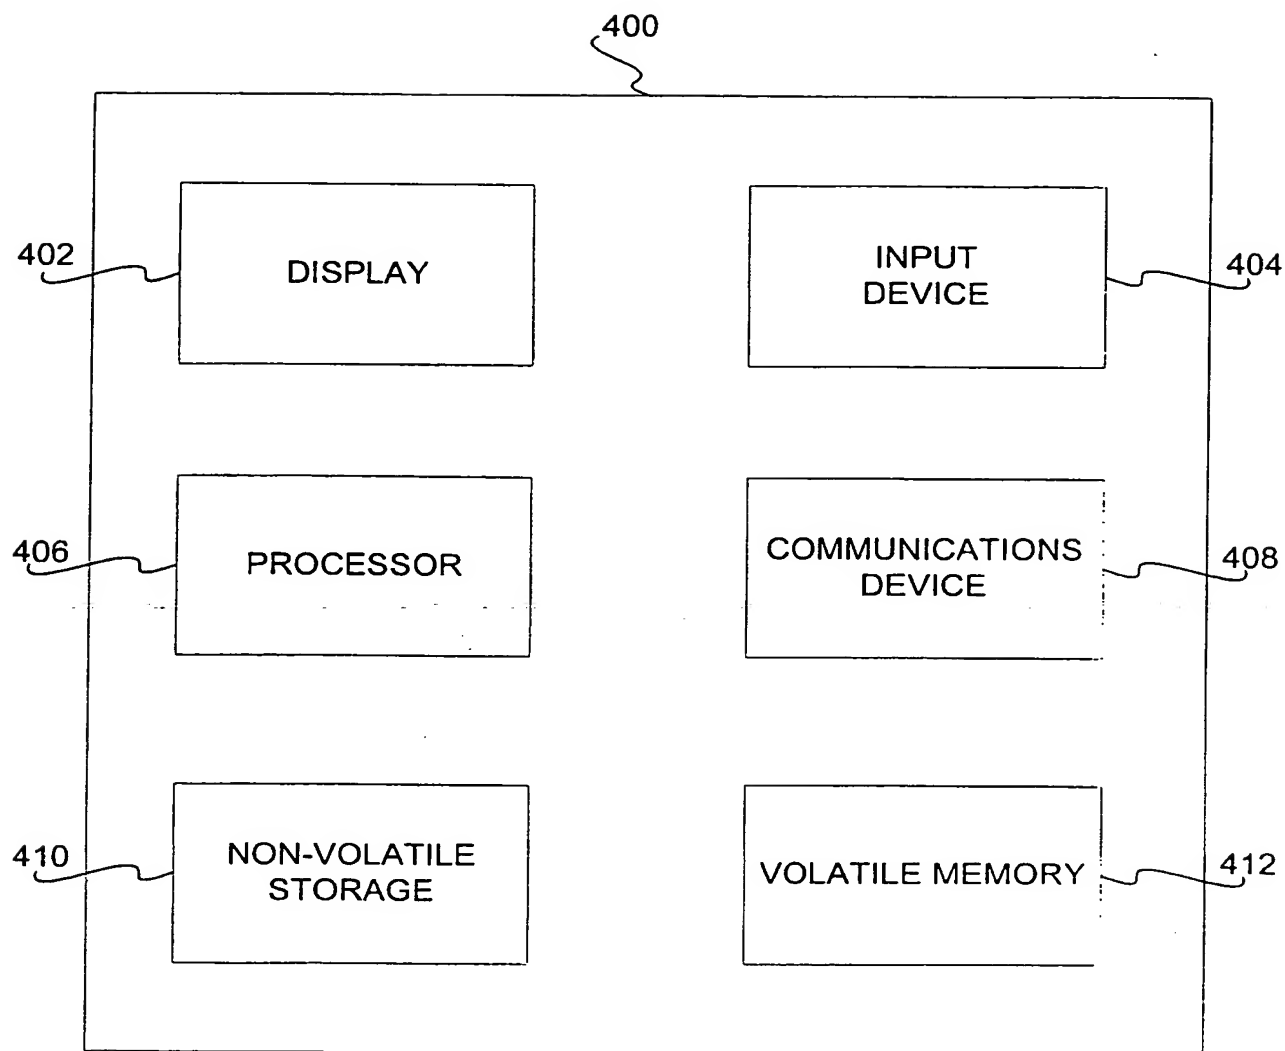 400
402
DISPLAY
INPUT
DEVICE
404
406
PROCESSOR
COMMUNICATIONS
DEVICE
408
410
NON-VOLATILE
STORAGE
VOLATILE MEMORY
412